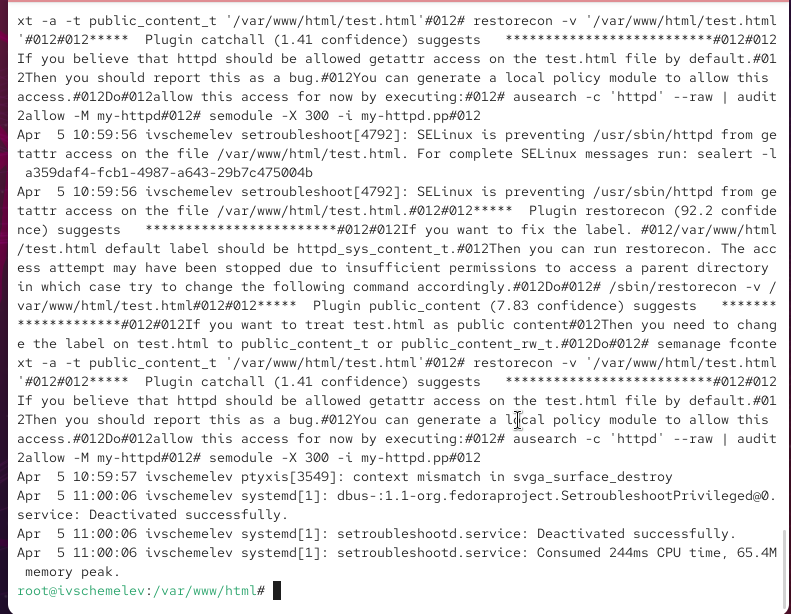 xt -a -t public_content_t '/var/www/html/test.html'#012# restorecon -v '/var/www/html/test.html
'#012#012*****  Plugin catchall (1.41 confidence) suggests   **************************#012#012
If you believe that httpd should be allowed getattr access on the test.html file by default.#01
2Then you should report this as a bug.#012You can generate a local policy module to allow this
access.#012Do#012allow this access for now by executing:#012# ausearch -c 'httpd' --raw | audit
2allow -M my-httpd#012# semodule -X 300 -i my-httpd.pp#012
Apr  5 10:59:56 ivschemelev setroubleshoot[4792]: SELinux is preventing /usr/sbin/httpd from ge
tattr access on the file /var/www/html/test.html. For complete SELinux messages run: sealert -l
 a359daf4-fcb1-4987-a643-29b7c475004b
Apr  5 10:59:56 ivschemelev setroubleshoot[4792]: SELinux is preventing /usr/sbin/httpd from ge
tattr access on the file /var/www/html/test.html.#012#012*****  Plugin restorecon (92.2 confide
nce) suggests   ************************#012#012If you want to fix the label. #012/var/www/html
/test.html default label should be httpd_sys_content_t.#012Then you can run restorecon. The acc
ess attempt may have been stopped due to insufficient permissions to access a parent directory
in which case try to change the following command accordingly.#012Do#012# /sbin/restorecon -v /
var/www/html/test.html#012#012*****  Plugin public_content (7.83 confidence) suggests   *******
*****************#012#012If you want to treat test.html as public content#012Then you need to chang
e the label on test.html to public_content_t or public_content_rw_t.#012Do#012# semanage fconte
xt -a -t public_content_t '/var/www/html/test.html'#012# restorecon -v '/var/www/html/test.html
'#012#012*****  Plugin catchall (1.41 confidence) suggests   **************************#012#012
If you believe that httpd should be allowed getattr access on the test.html file by default.#01
2Then you should report this as a bug.#012You can generate a local policy module to allow this
access.#012Do#012allow this access for now by executing:#012# ausearch -c 'httpd' --raw | audit
2allow -M my-httpd#012# semodule -X 300 -i my-httpd.pp#012
Apr  5 10:59:57 ivschemelev ptyxis[3549]: context mismatch in svga_surface_destroy
Apr  5 11:00:06 ivschemelev systemd[1]: dbus-:1.1-org.fedoraproject.SetroubleshootPrivileged@0.
service: Deactivated successfully.
Apr  5 11:00:06 ivschemelev systemd[1]: setroubleshootd.service: Deactivated successfully.
Apr  5 11:00:06 ivschemelev systemd[1]: setroubleshootd.service: Consumed 244ms CPU time, 65.4M
 memory peak.
root@ivschemelev:/var/www/html#